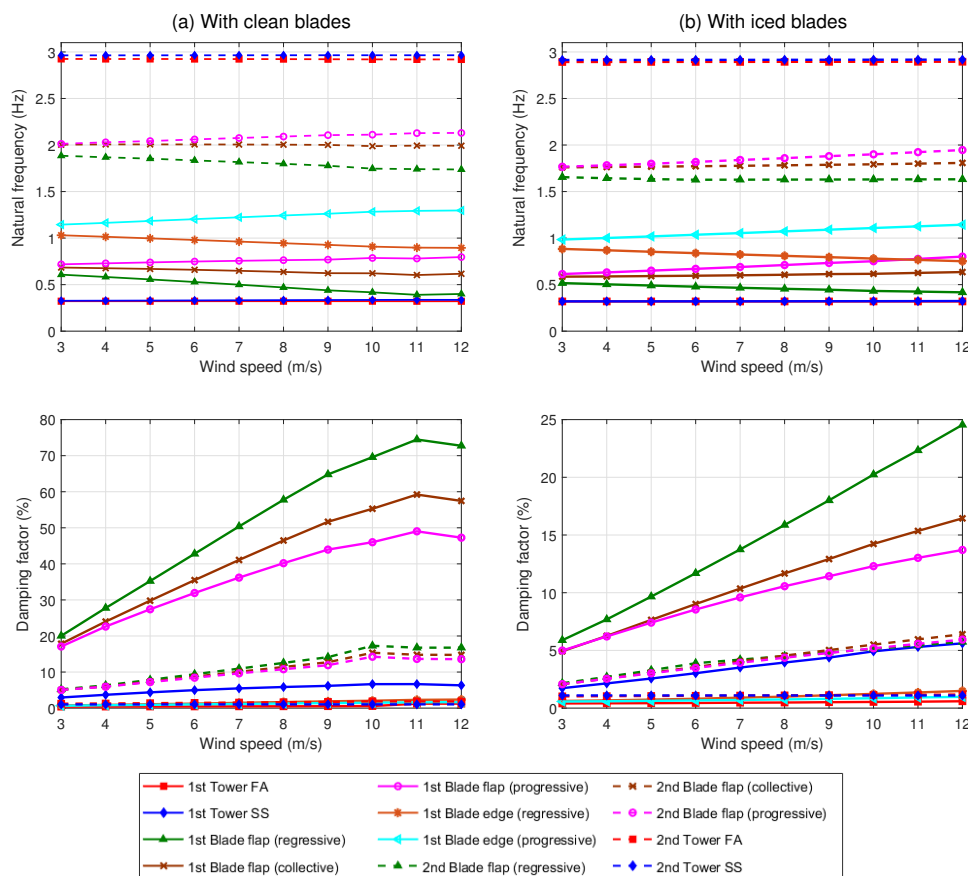 (a) With clean blades
(b) With iced blades
Natural frequency (Hz)
3
2.5
2
1.5
1
0.5
0
3 4 5 6 7 8 9 10 11 12
Wind speed (m/s)
Natural frequency (Hz)
3
2.5
2
1.5
1
0.5
0
3 4 5 6 7 8 9 10 11 12
Wind speed (m/s)
Damping factor (%)
80
70
60
50
40
30
20
10
0
3 4 5 6 7 8 9 10 11 12
Wind speed (m/s)
Damping factor (%)
25
20
15
10
5
0
3 4 5 6 7 8 9 10 11 12
Wind speed (m/s)
1st Tower FA
1st Tower SS
1st Blade flap (regressive)
1st Blade flap (collective)
1st Blade flap (progressive)
1st Blade edge (regressive)
1st Blade edge (progressive)
2nd Blade flap (regressive)
2nd Blade flap (collective)
2nd Blade flap (progressive)
2nd Tower FA
2nd Tower SS